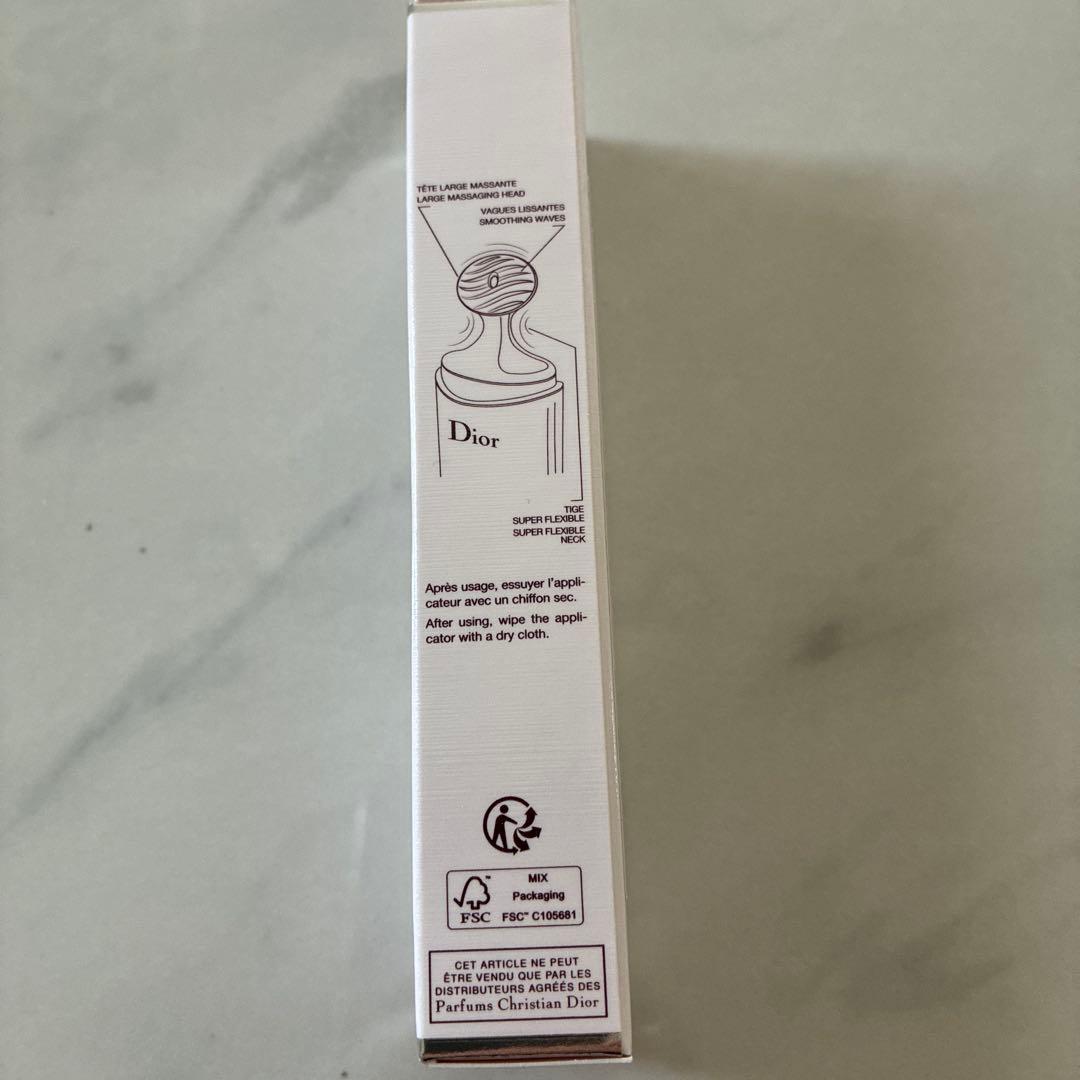 TÊTE LARGE MASSANTE
LARGE MASSAGING HEAD
VAGUES LISSANTES
SMOOTHING WAVES
Dior
TIGE
SUPER FLEXIBLE
SUPER FLEXIBLE
NECK
Après usage, essuyer l'appli-
cateur avec un chiffon sec.
After using, wipe the appli-
cator with a dry cloth.
FSC™
MIX
Packaging
FSC™ C105681
CET ARTICLE NE PEUT
ÊTRE VENDU QUE PAR LES
DISTRIBUTEURS AGRÉÉS DES
Parfums Christian Dior